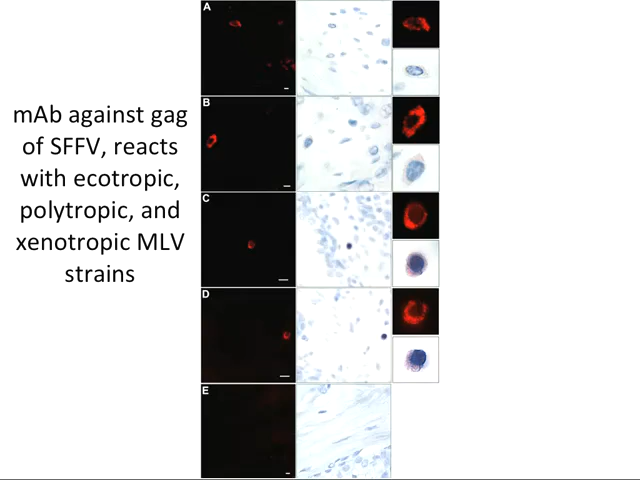 mAb against gag
of SFFV, reacts
with ecotropic,
polytropic, and
xenotropic MLV
strains
A
B
C
D
E